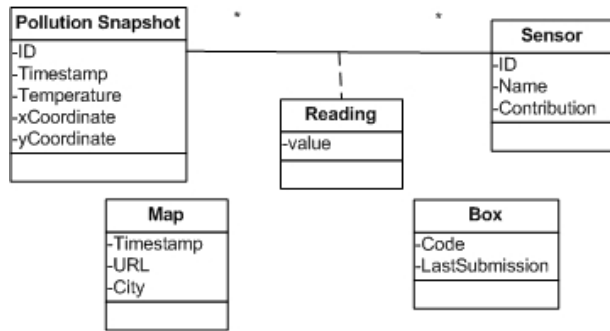 Pollution Snapshot
-ID
-Timestamp
-Temperature
-xCoordinate
-yCoordinate
* *
Sensor
-ID
-Name
-Contribution
Reading
-value
Map
-Timestamp
-URL
-City
Box
-Code
-LastSubmission